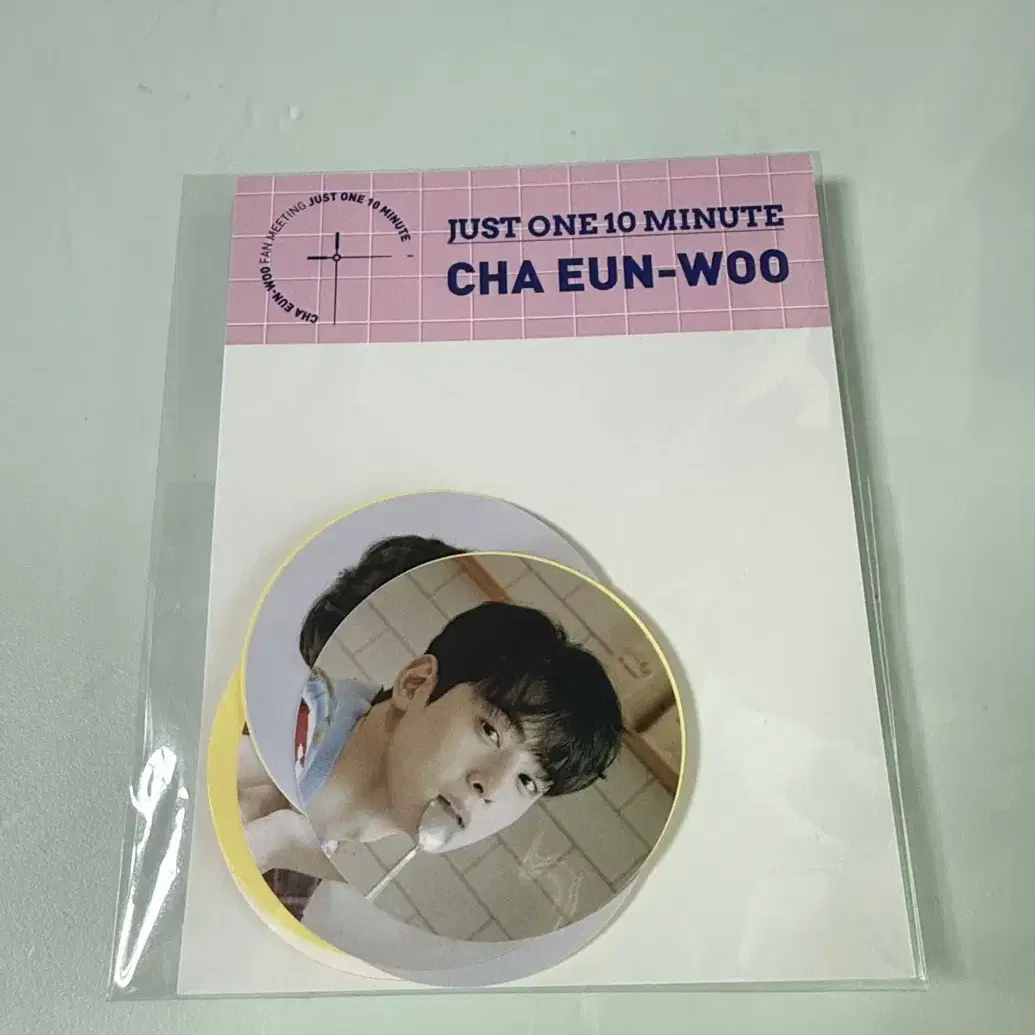 CHA EUN-WOO FAN MEETING JUST ONE 10 MINUTE
JUST ONE 10 MINUTE
CHA EUN-WOO